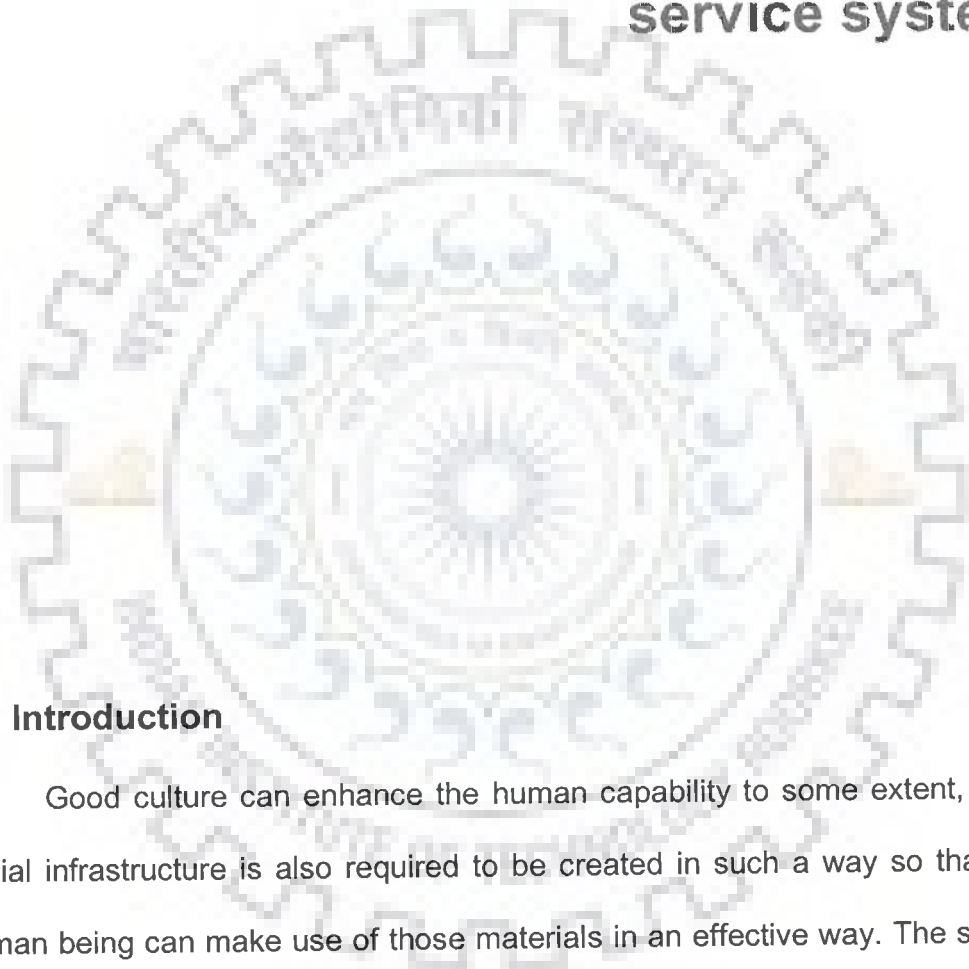 service syste
भारतीय प्रौद्योगिकी संस्थान
Introduction
Good culture can enhance the human capability to some extent,
ial infrastructure is also required to be created in such a way so tha
man being can make use of those materials in an effective way. The s